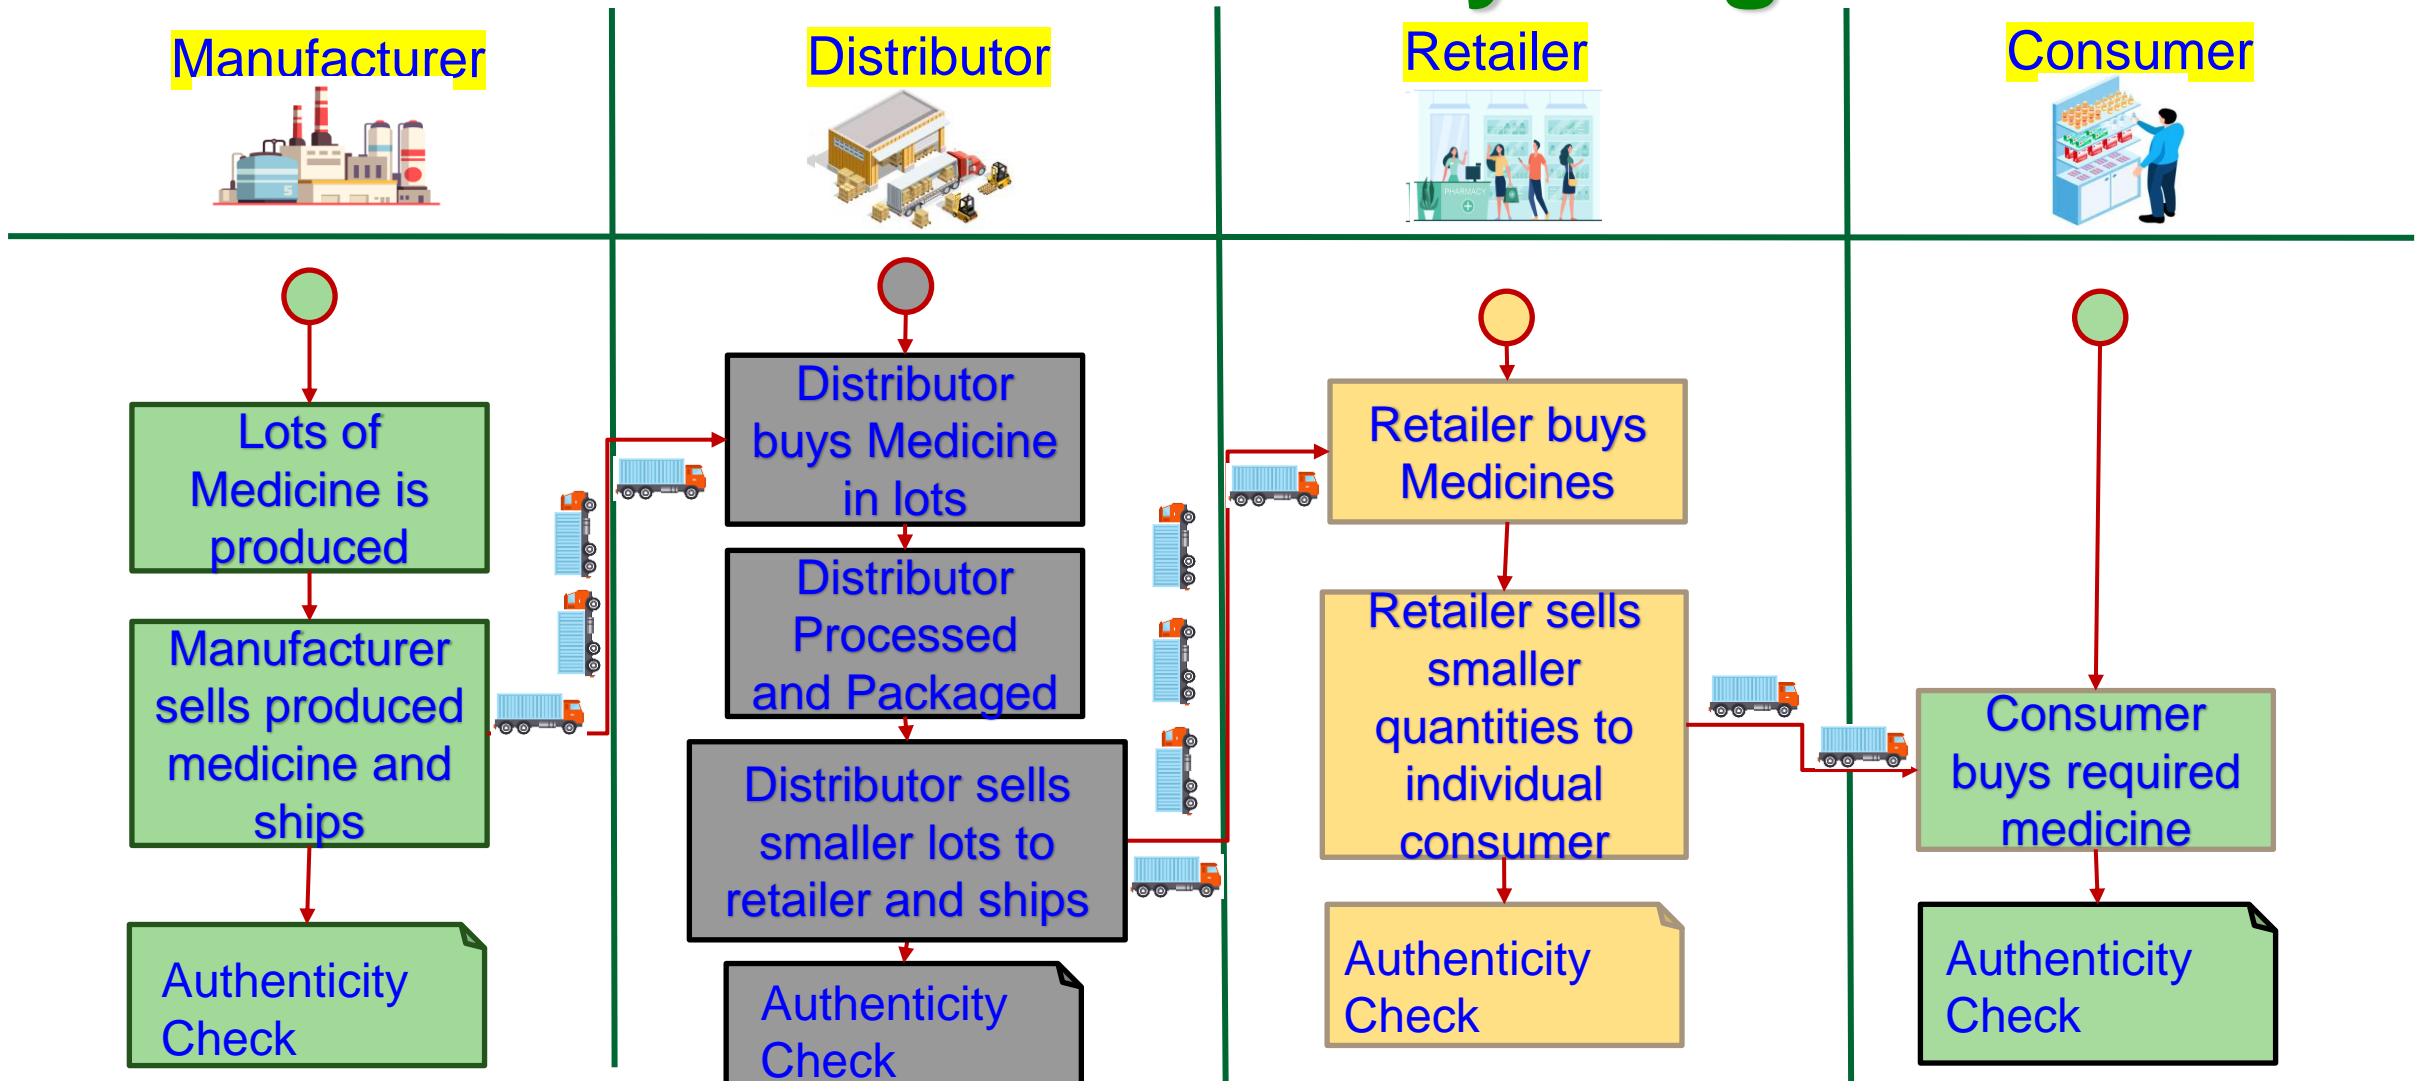 Manufacturer
Distributor
Retailer
Consumer
PHARMACY
S
Lots of
Medicine is
produced
Manufacturer
sells produced
medicine and
ships
Authenticity
Check
Distributor
buys Medicine
in lots
Distributor
Processed
and Packaged
Distributor sells
smaller lots to
retailer and ships
Authenticity
Check
Retailer buys
Medicines
Retailer sells
smaller
quantities to
individual
consumer
Authenticity
Check
Consumer
buys required
medicine
Authenticity
Check